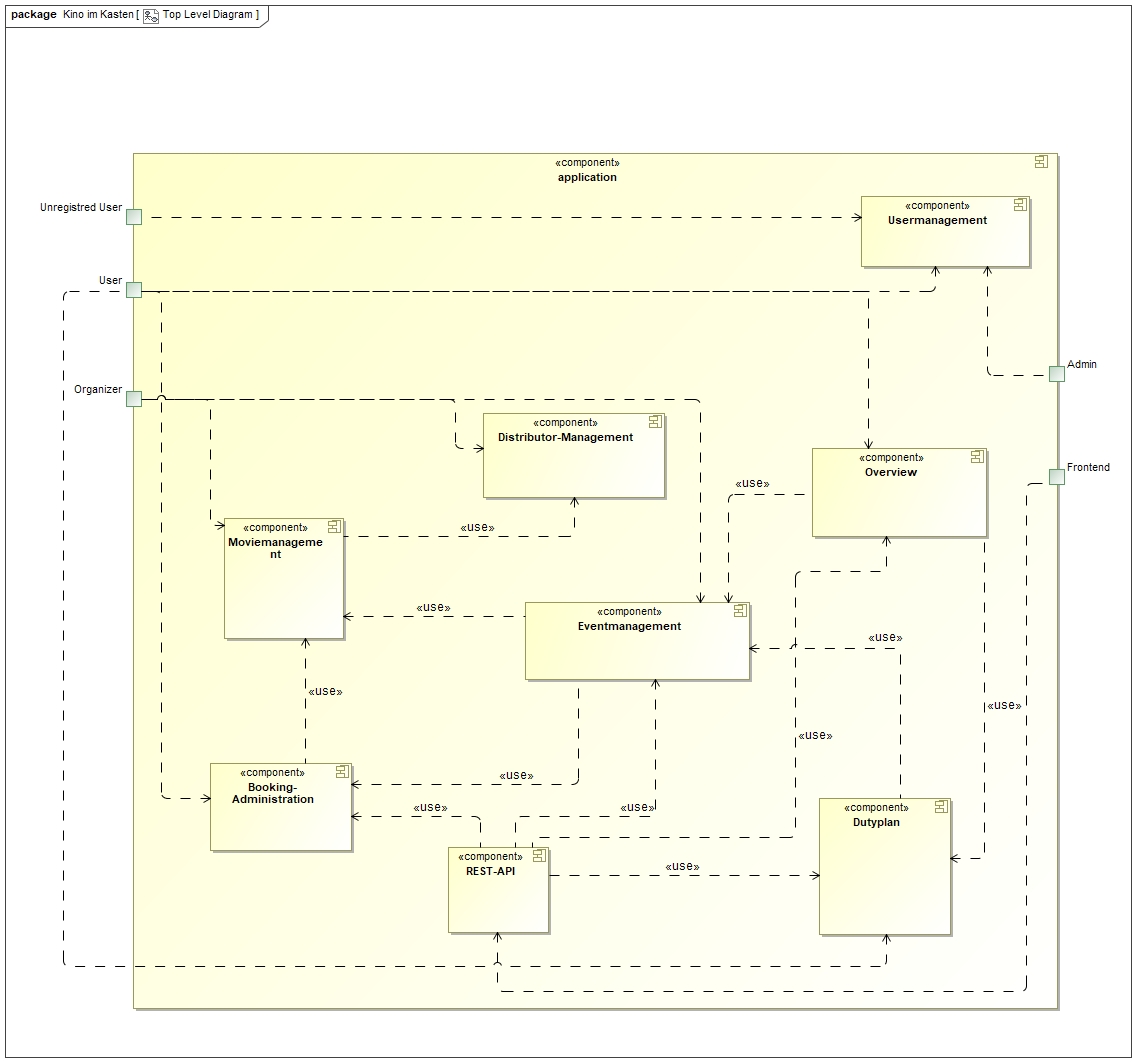 package Kino im Kasten [ Top Level Diagram ]
«component»
application
Unregistred User
«component»
Usermanagement
User
Admin
Organizer
«component»
Distributor-Management
«component»
Overview
Frontend
«use»
«component»
Moviemanageme
nt
«use»
«use»
«component»
Eventmanagement
«use»
«use»
«use»
«use»
«component»
Booking-
Administration
«use»
«use»
«use»
«component»
Dutyplan
«component»
REST-API
«use»